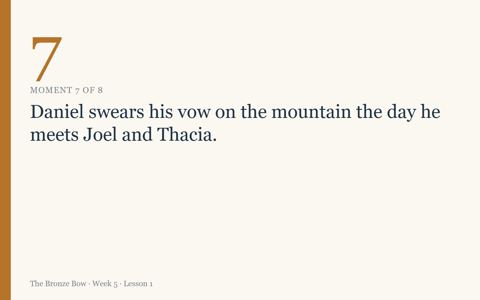 7
MOMENT 7 OF 8
Daniel swears his vow on the mountain the day he
meets Joel and Thacia.
The Bronze Bow · Week 5 · Lesson 1